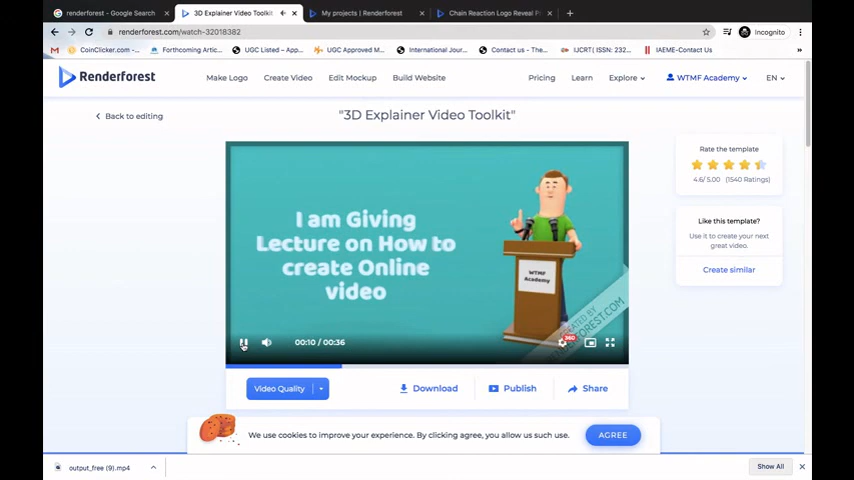 renderforest - Google Search
3D Explainer Video Toolkit
My projects | Renderforest
Chain Reaction Logo Reveal
renderforest.com/watch-32018382
Incognito
CoinClicker.com -...
Forthcoming Articl...
UGC Listed – App...
UGC Approved M...
International Jour...
Contact us - The...
IJCRT( ISSN: 232...
IAEME-Contact Us
Renderforest
Make Logo
Create Video
Edit Mockup
Build Website
Pricing
Learn
Explore
WTMF Academy
EN
Back to editing
"3D Explainer Video Toolkit"
I am Giving
Lecture on How to
create Online
video
WTMF
Academy
CREATED BY
RENDERFOREST.COM
00:10 / 00:36
360
Rate the template
4.6/ 5.00 (1540 Ratings)
Like this template?
Use it to create your next
great video.
Create similar
Video Quality
Download
Publish
Share
We use cookies to improve your experience. By clicking agree, you allow us such use.
AGREE
output_free (9).mp4
Show All